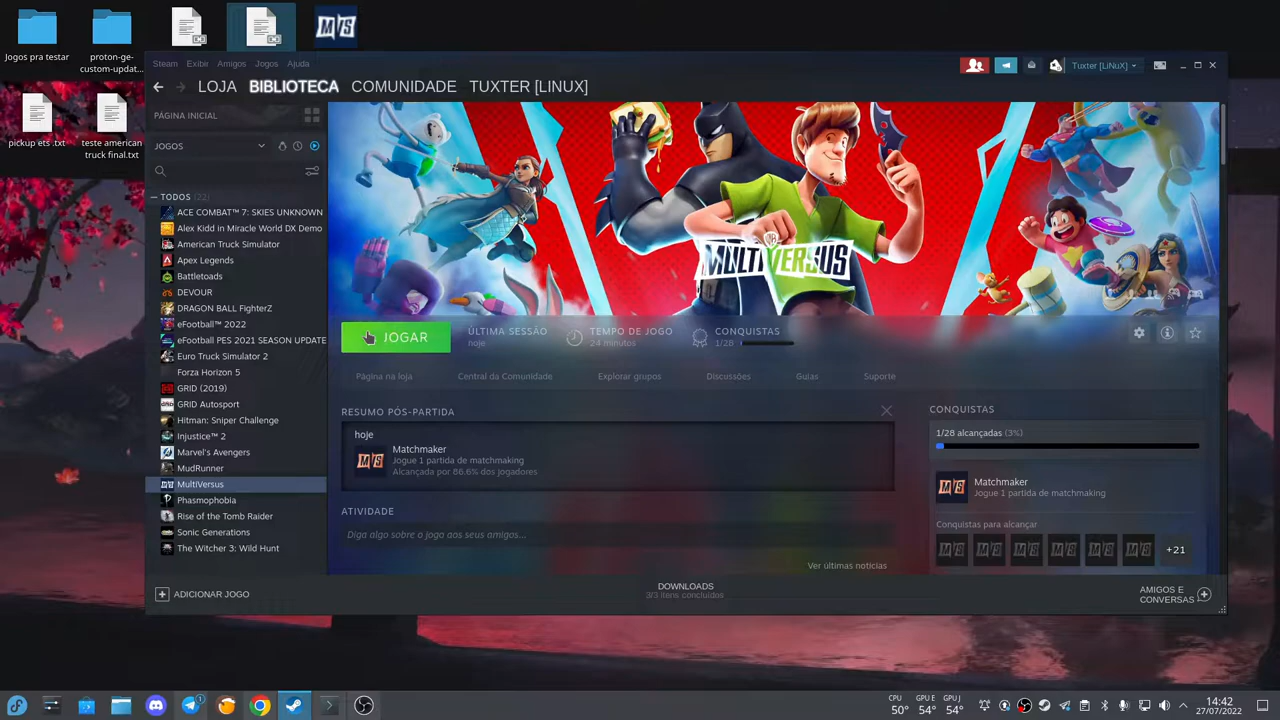 Jogos pra testar
proton-ge-
custom-updat...
pickup ets .txt
teste american
truck final.txt
Steam Exibir Amigos Jogos Ajuda
Tuxter [LiNuX]
LOJA BIBLIOTECA COMUNIDADE TUXTER [LINUX]
PÁGINA INICIAL
JOGOS
TODOS (22)
ACE COMBAT™ 7: SKIES UNKNOWN
Alex Kidd in Miracle World DX Demo
American Truck Simulator
Apex Legends
Battletoads
DEVOUR
DRAGON BALL FighterZ
eFootball™ 2022
eFootball PES 2021 SEASON UPDATE
Euro Truck Simulator 2
Forza Horizon 5
GRID (2019)
GRID Autosport
Hitman: Sniper Challenge
Injustice™ 2
Marvel's Avengers
MudRunner
MultiVersus
Phasmophobia
Rise of the Tomb Raider
Sonic Generations
The Witcher 3: Wild Hunt
MULTIVERSUS
JOGAR
ÚLTIMA SESSÃO
hoje
TEMPO DE JOGO
24 minutos
CONQUISTAS
1/28
Página na loja Central da Comunidade Explorar grupos Discussões Guias Suporte
RESUMO PÓS-PARTIDA
hoje
Matchmaker
Jogue 1 partida de matchmaking
Alcançada por 86.6% dos jogadores
ATIVIDADE
Diga algo sobre o jogo aos seus amigos...
Ver últimas notícias
CONQUISTAS
1/28 alcançadas (3%)
Matchmaker
Jogue 1 partida de matchmaking
Conquistas para alcançar
+21
ADICIONAR JOGO
DOWNLOADS
3/3 itens concluídos
AMIGOS E
CONVERSAS
1
CPU GPU E GPU J
50° 54° 54°
14:42
27/07/2022